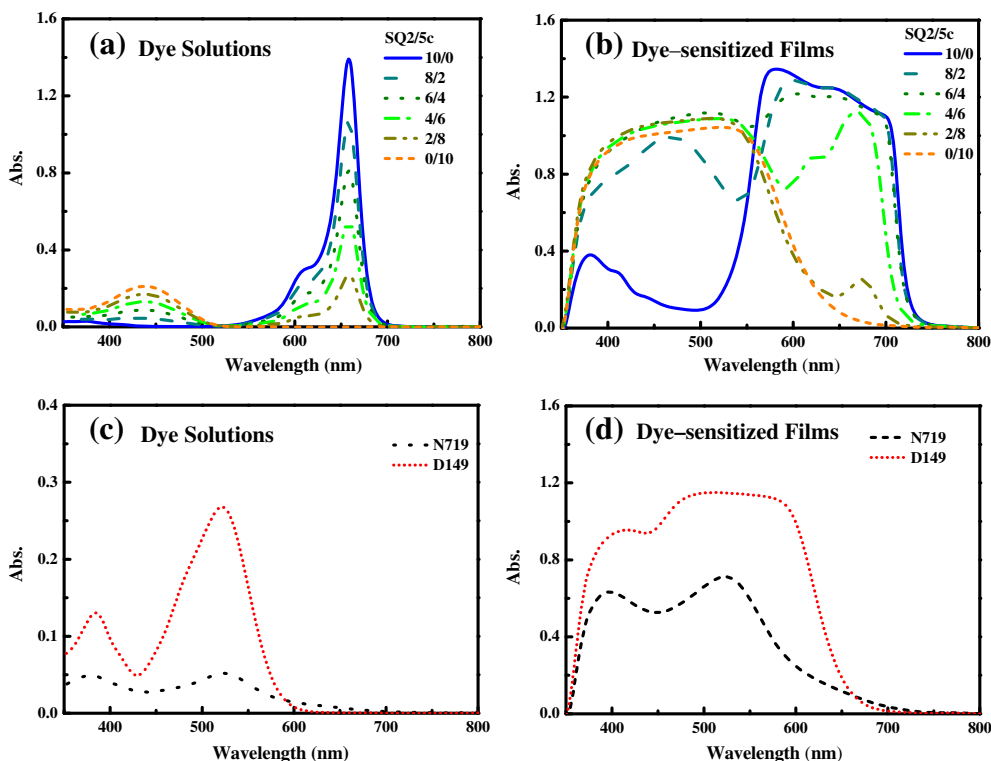 (a) Dye Solutions
SQ2/5c
10/0
8/2
6/4
4/6
2/8
0/10
1.6
1.2
0.8
0.4
0.0
Abs.
400 500 600 700 800
Wavelength (nm)
(b) Dye–sensitized Films
SQ2/5c
10/0
8/2
6/4
4/6
2/8
0/10
1.6
1.2
0.8
0.4
0.0
Abs.
400 500 600 700 800
Wavelength (nm)
(c) Dye Solutions
N719
D149
0.4
0.3
0.2
0.1
0.0
Abs.
400 500 600 700 800
Wavelength (nm)
(d) Dye–sensitized Films
N719
D149
1.6
1.2
0.8
0.4
0.0
Abs.
400 500 600 700 800
Wavelength (nm)